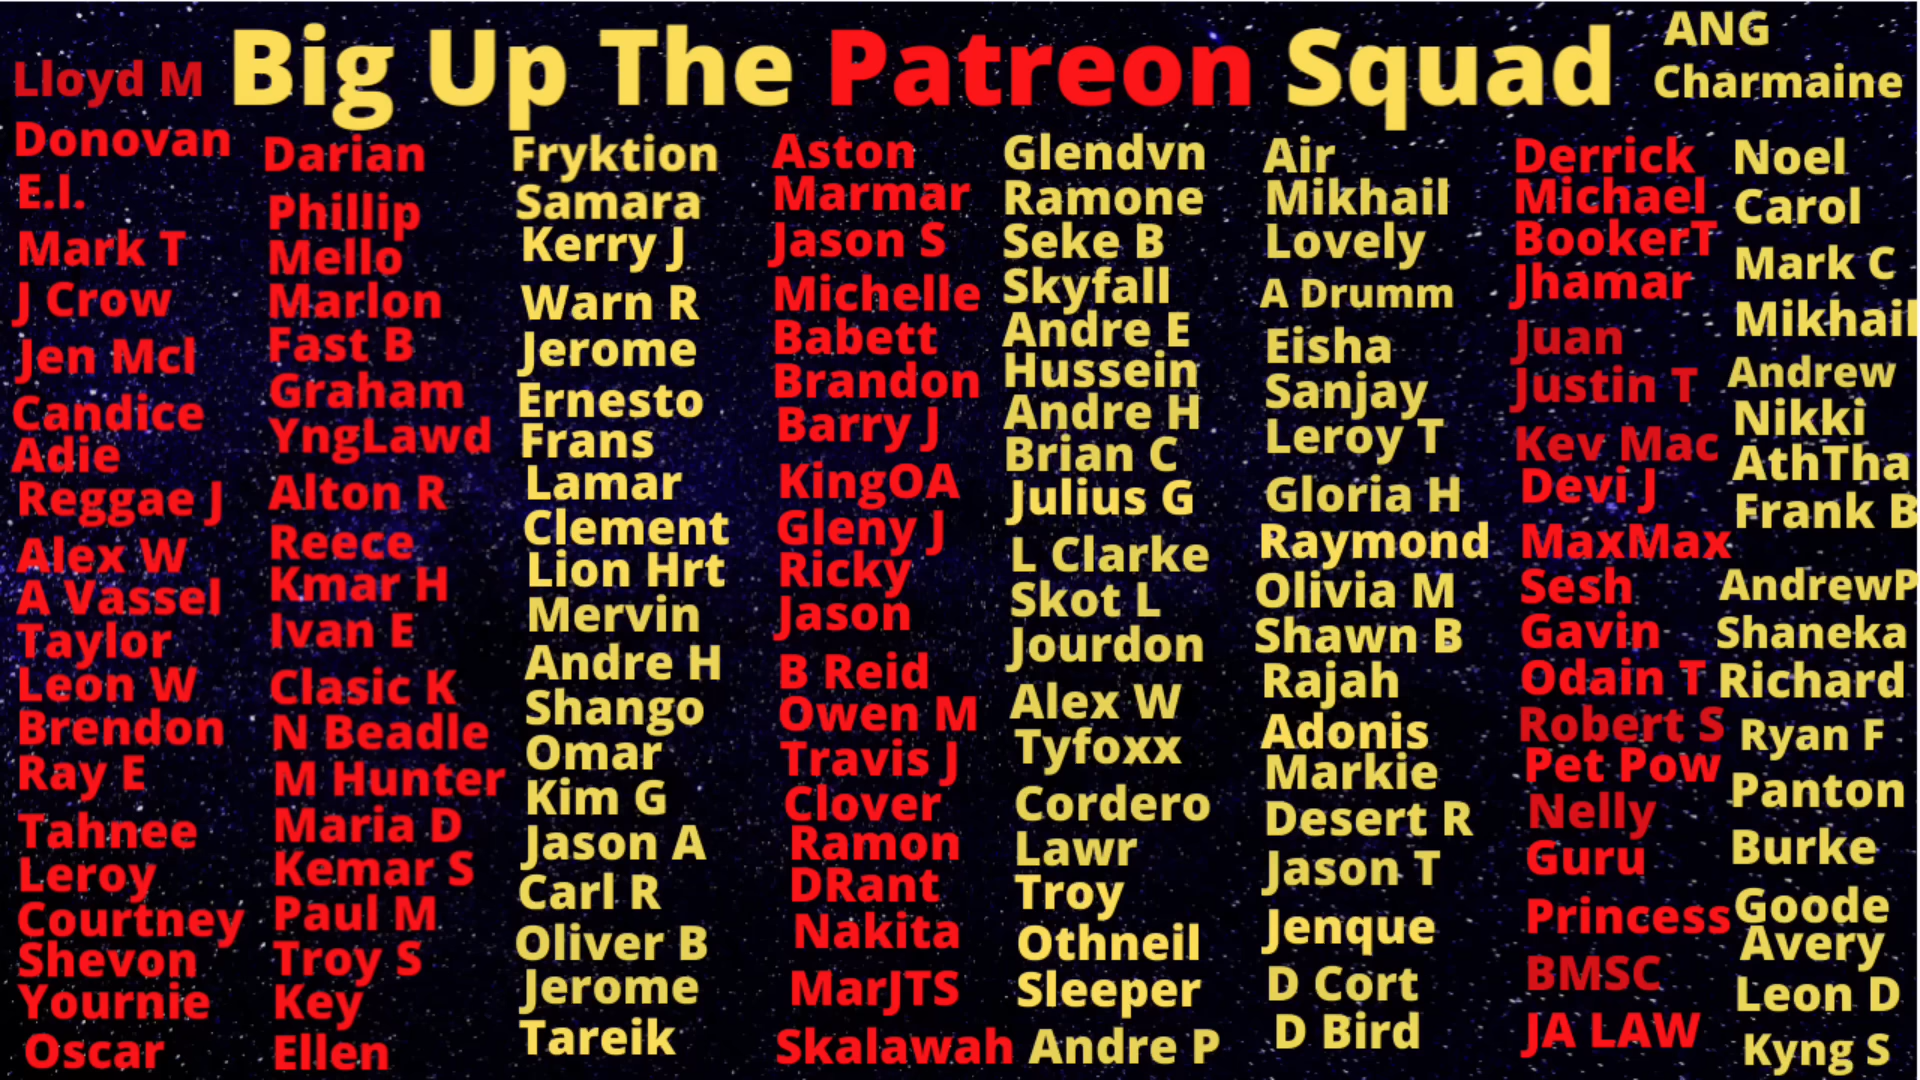 Big Up The Patreon Squad
ANG
Charmaine
Lloyd M
Donovan
E.I.
Mark T
J Crow
Jen Mcl
Candice
Adie
Reggae J
Alex W
A Vassel
Taylor
Leon W
Brendon
Ray E
Tahnee
Leroy
Courtney
Shevon
Yournie
Oscar
Darian
Phillip
Mello
Marlon
Fast B
Graham
YngLawd
Alton R
Reece
Kmar H
Ivan E
Clasic K
N Beadle
M Hunter
Maria D
Kemar S
Paul M
Troy S
Key
Ellen
Fryktion
Samara
Kerry J
Warn R
Jerome
Ernesto
Frans
Lamar
Clement
Lion Hrt
Mervin
Andre H
Shango
Omar
Kim G
Jason A
Carl R
Oliver B
Jerome
Tareik
Aston
Marmar
Jason S
Michelle
Babett
Brandon
Barry J
KingOA
Gleny J
Ricky
Jason
B Reid
Owen M
Travis J
Clover
Ramon
DRant
Nakita
MarJTS
Skalawah
Glendvn
Ramone
Seke B
Skyfall
Andre E
Hussein
Andre H
Brian C
Julius G
L Clarke
Skot L
Jourdon
Alex W
Tyfoxx
Cordero
Lawr
Troy
Othneil
Sleeper
Andre P
Air
Mikhail
Lovely
A Drumm
Eisha
Sanjay
Leroy T
Gloria H
Raymond
Olivia M
Shawn B
Rajah
Adonis
Markie
Desert R
Jason T
Jenque
D Cort
D Bird
Derrick
Michael
BookerT
Jhamar
Juan
Justin T
Kev Mac
Devi J
MaxMax
Sesh
Gavin
Odain T
Robert S
Pet Pow
Nelly
Guru
Princess
BMSC
JA LAW
Noel
Carol
Mark C
Mikhail
Andrew
Nikki
AthTha
Frank B
AndrewP
Shaneka
Richard
Ryan F
Panton
Burke
Goode
Avery
Leon D
Kyng S